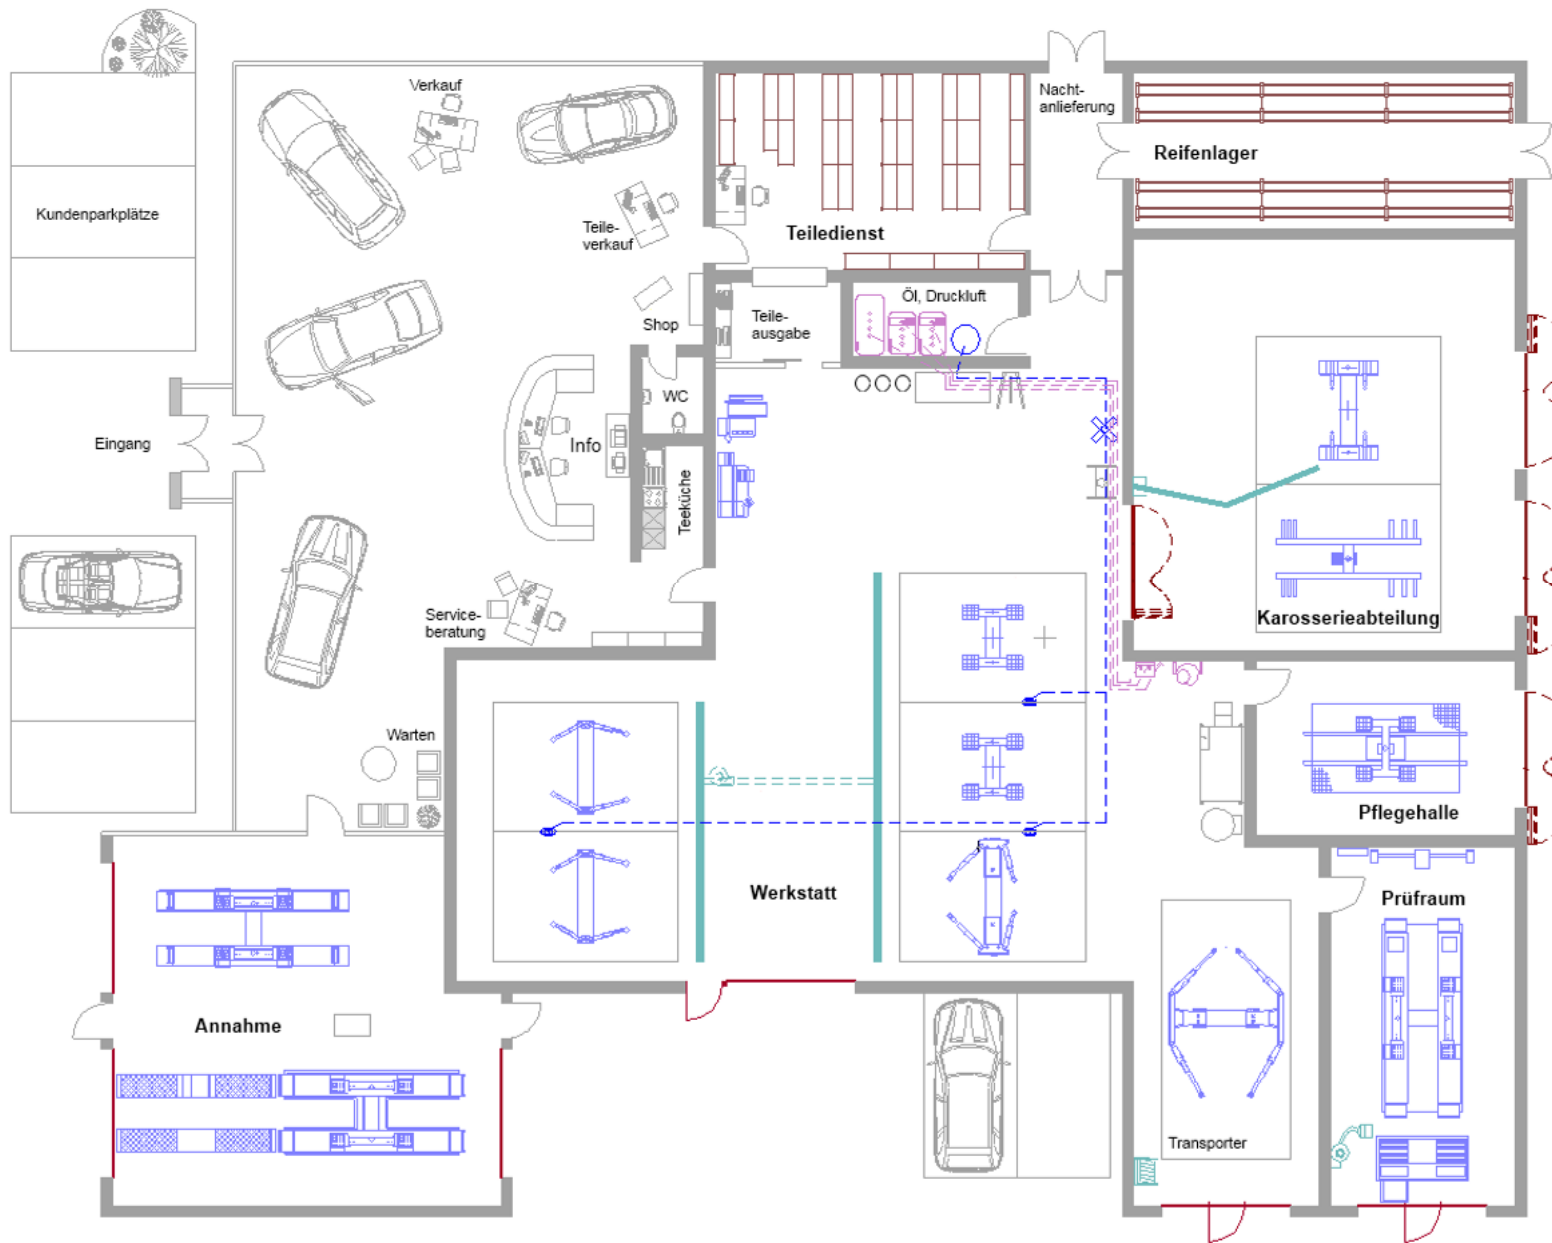 Verkauf
Nacht-
anlieferung
Reifenlager
Kundenparkplätze
Teile-
verkauf
Teiledienst
Öl, Druckluft
Shop
Teile-
ausgabe
WC
Eingang
Info
Teeküche
Karosserieabteilung
Service-
beratung
Warten
Pflegehalle
Werkstatt
Prüfraum
Annahme
Transporter